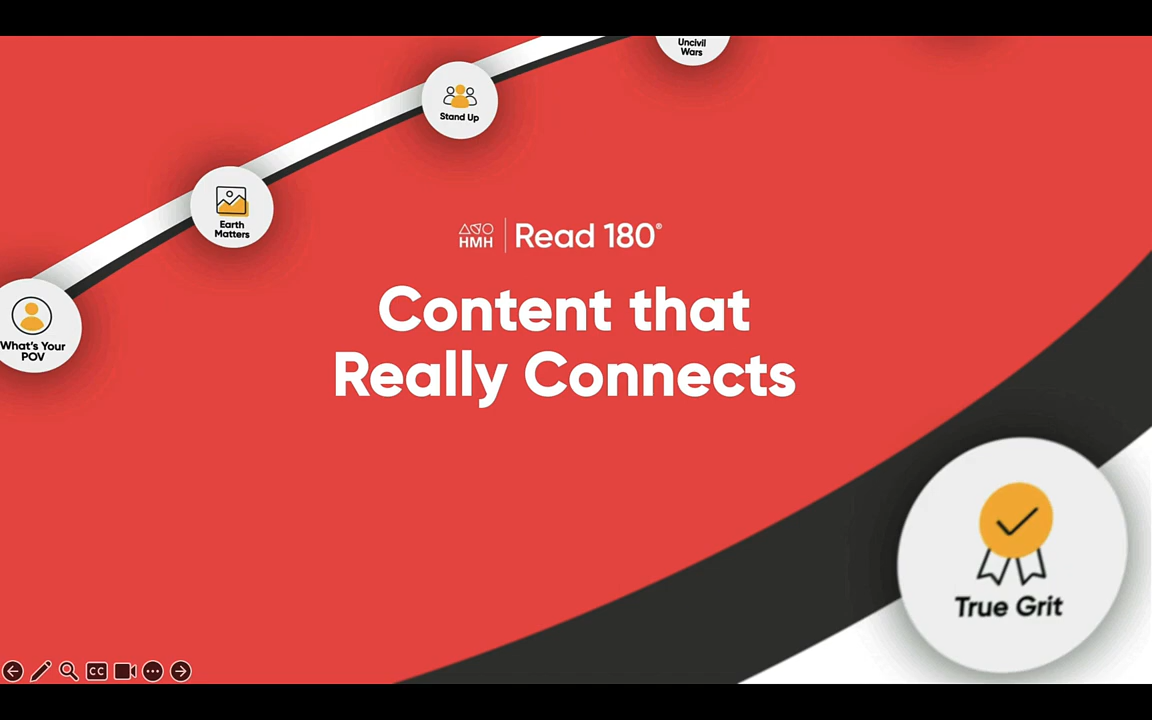 Uncivil
Wars
Stand Up
Earth
Matters
HMH Read 180®
Content that
Really Connects
What's Your
POV
True Grit
CC